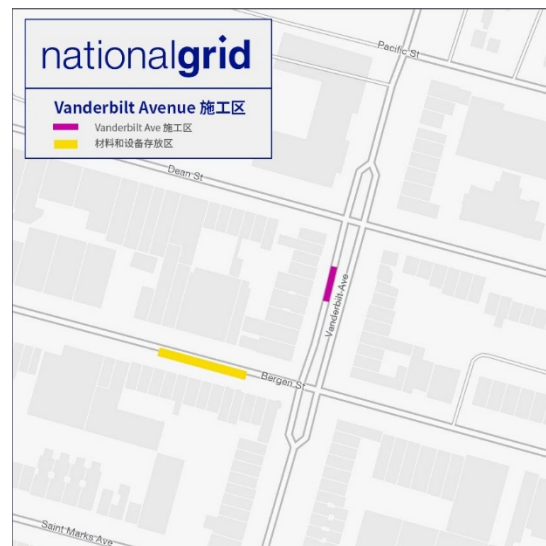 nationalgrid
Vanderbilt Avenue 施工区
Vanderbilt Ave 施工区
材料和设备存放区
Pacific St
Dean St
Vanderbilt Ave
Bergen St
Saint Marks Ave